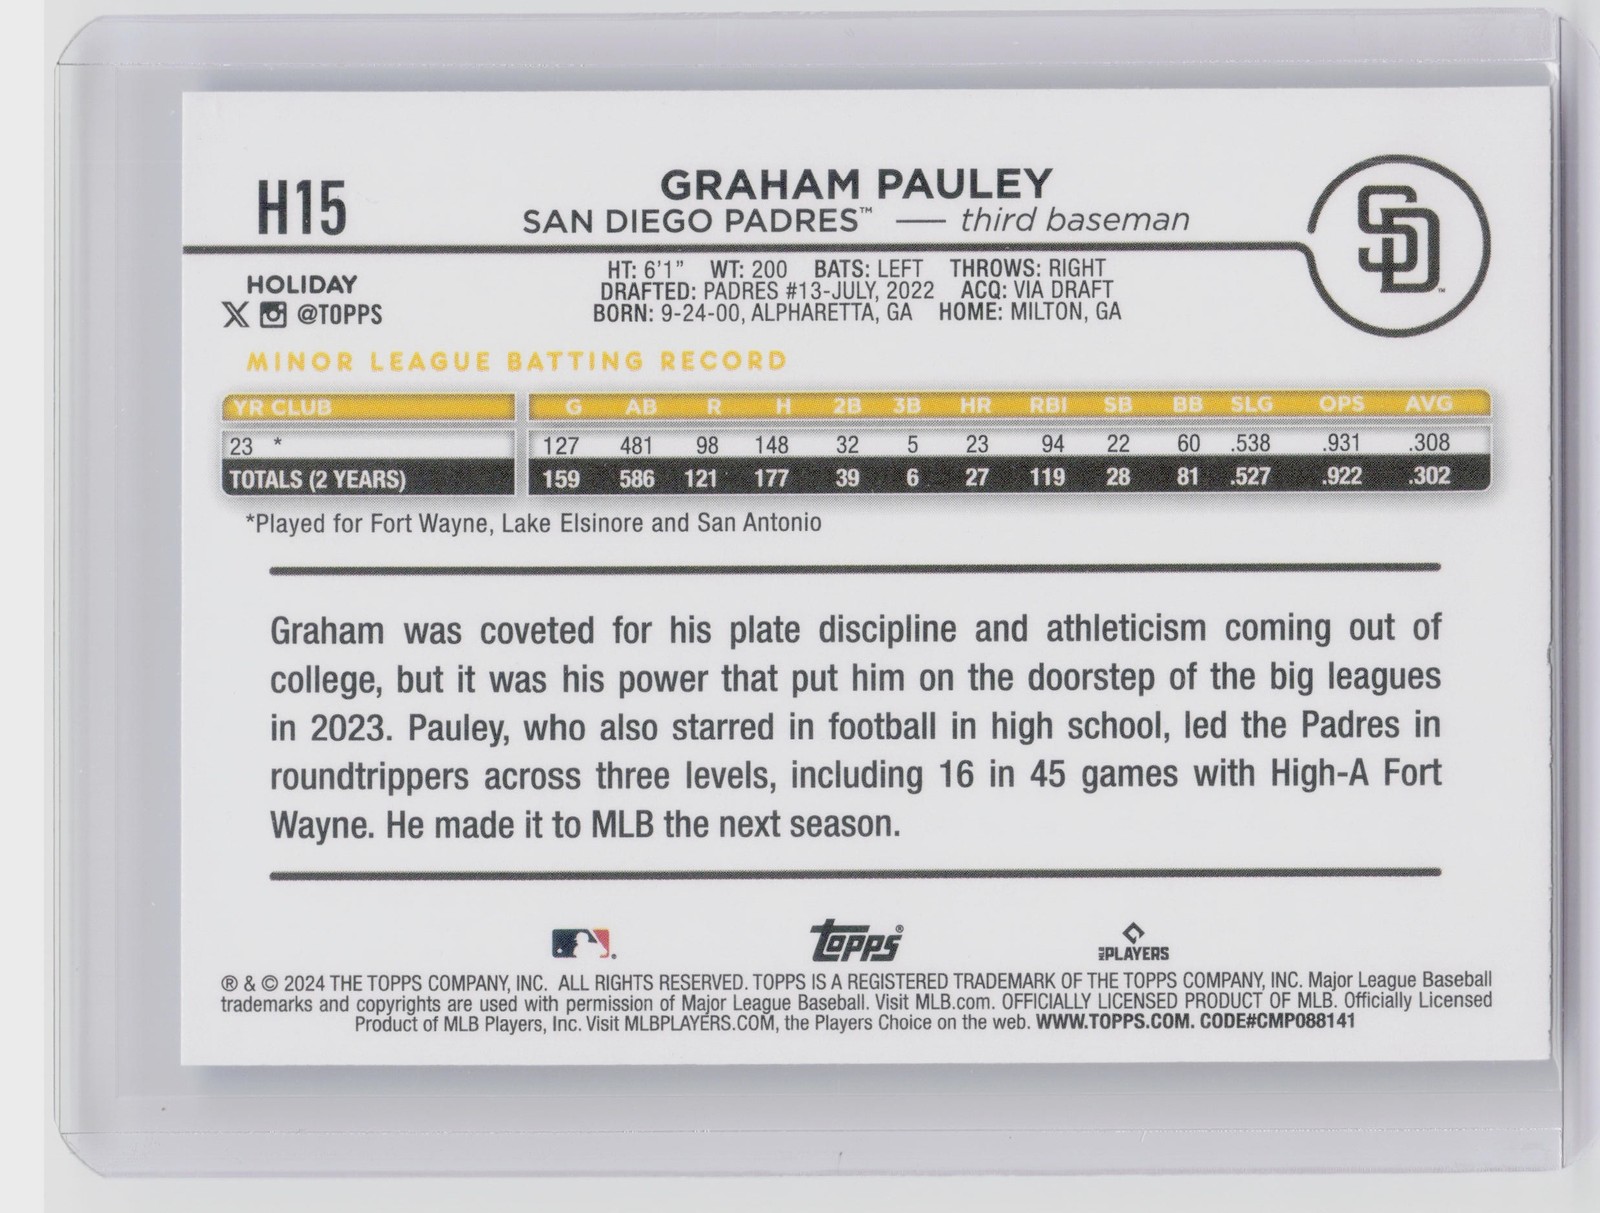 H15
GRAHAM PAULEY
SAN DIEGO PADRES™ — third baseman
SD™
HOLIDAY
X @TOPPS
HT: 6'1" WT: 200 BATS: LEFT THROWS: RIGHT
DRAFTED: PADRES #13-JULY, 2022 ACQ: VIA DRAFT
BORN: 9-24-00, ALPHARETTA, GA HOME: MILTON, GA
MINOR LEAGUE BATTING RECORD
YR CLUB G AB R H 2B 3B HR RBI SB BB SLG OPS AVG
23 * 127 481 98 148 32 5 23 94 22 60 .538 .931 .308
TOTALS (2 YEARS) 159 586 121 177 39 6 27 119 28 81 .527 .922 .302
*Played for Fort Wayne, Lake Elsinore and San Antonio
Graham was coveted for his plate discipline and athleticism coming out of
college, but it was his power that put him on the doorstep of the big leagues
in 2023. Pauley, who also starred in football in high school, led the Padres in
roundtrippers across three levels, including 16 in 45 games with High-A Fort
Wayne. He made it to MLB the next season.
topps® MLB PLAYERS
® & © 2024 THE TOPPS COMPANY, INC. ALL RIGHTS RESERVED. TOPPS IS A REGISTERED TRADEMARK OF THE TOPPS COMPANY, INC. Major League Baseball
trademarks and copyrights are used with permission of Major League Baseball. Visit MLB.com. OFFICIALLY LICENSED PRODUCT OF MLB. Officially Licensed
Product of MLB Players, Inc. Visit MLBPLAYERS.COM, the Players Choice on the web. WWW.TOPPS.COM. CODE#CMP088141